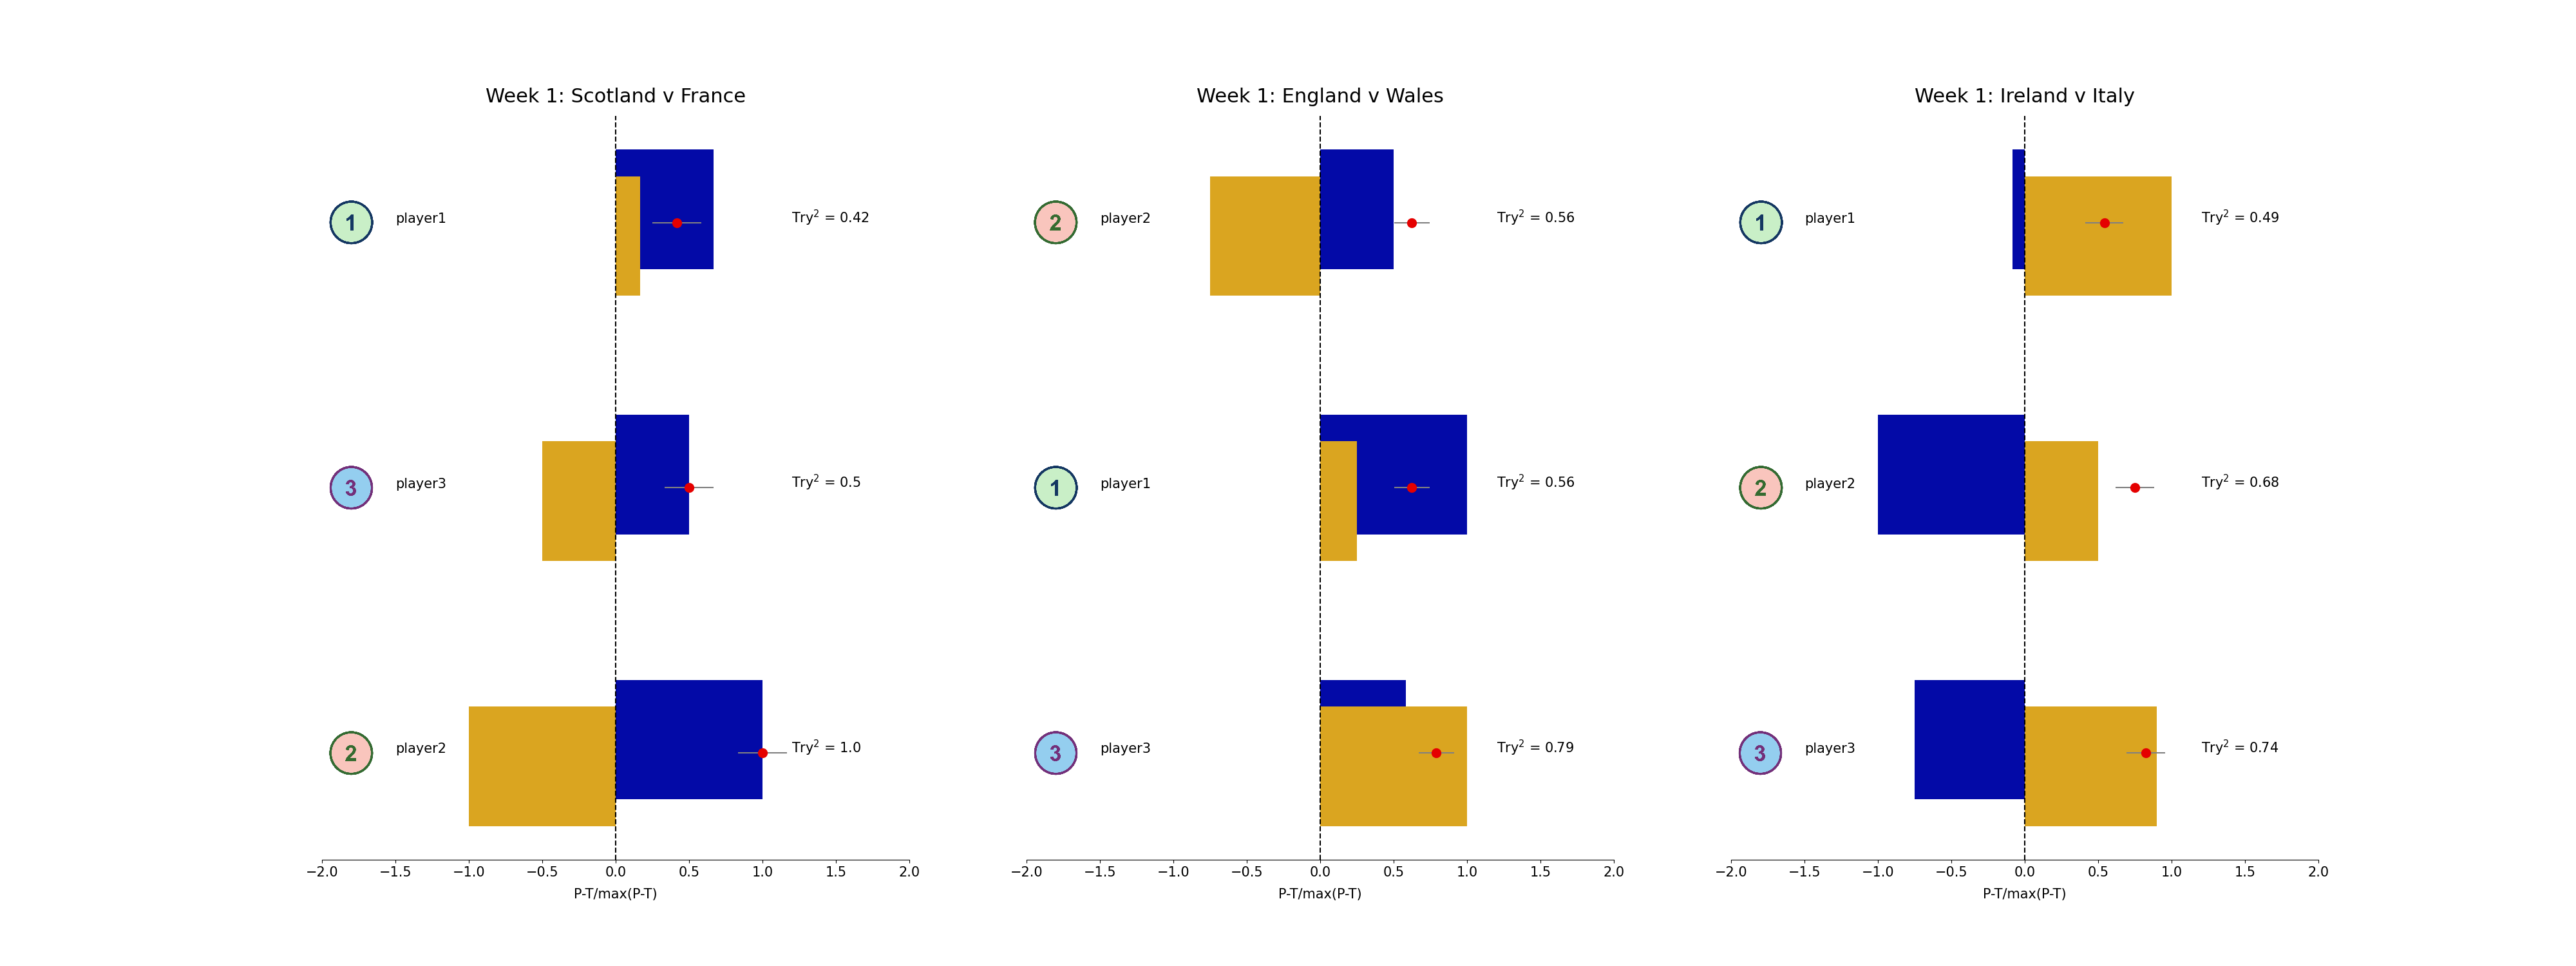 Week 1: Scotland v France
1 player1 Try² = 0.42
3 player3 Try² = 0.5
2 player2 Try² = 1.0
−2.0 −1.5 −1.0 −0.5 0.0 0.5 1.0 1.5 2.0
P-T/max(P-T)
Week 1: England v Wales
2 player2 Try² = 0.56
1 player1 Try² = 0.56
3 player3 Try² = 0.79
−2.0 −1.5 −1.0 −0.5 0.0 0.5 1.0 1.5 2.0
P-T/max(P-T)
Week 1: Ireland v Italy
1 player1 Try² = 0.49
2 player2 Try² = 0.68
3 player3 Try² = 0.74
−2.0 −1.5 −1.0 −0.5 0.0 0.5 1.0 1.5 2.0
P-T/max(P-T)